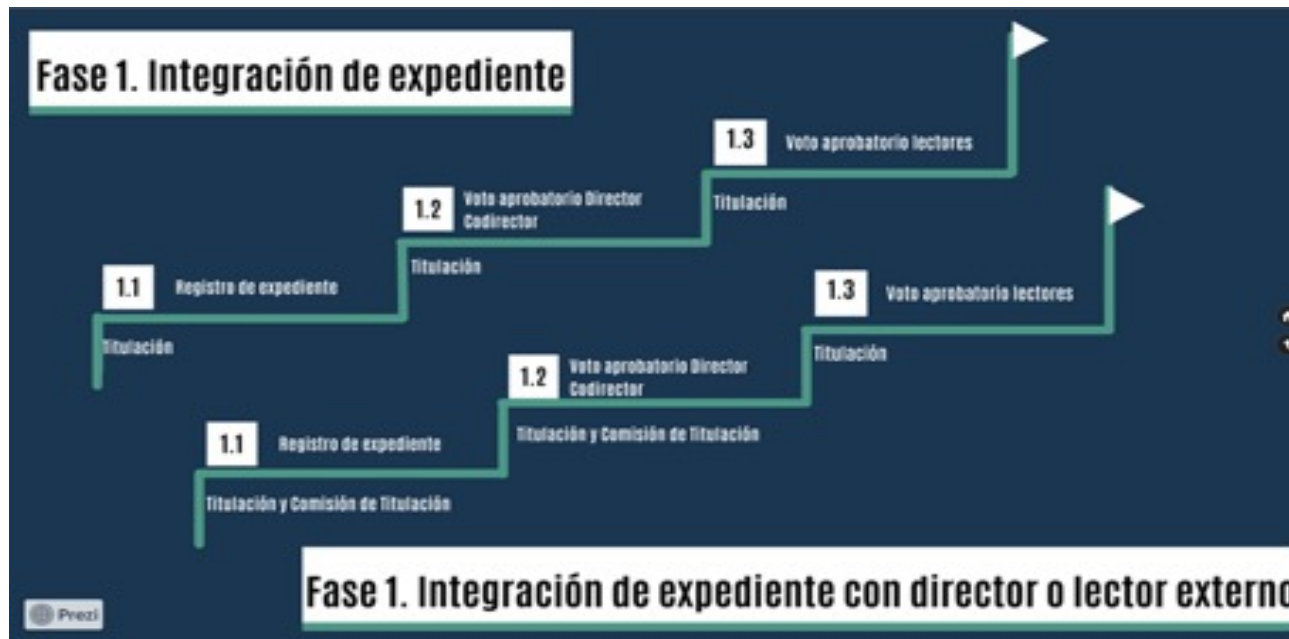 Fase 1. Integración de expediente
1.3 Voto aprobatorio lectores
Titulación
1.2 Voto aprobatorio Director
Codirector
Titulación
1.1 Registro de expediente
Titulación
1.3 Voto aprobatorio lectores
Titulación
1.2 Voto aprobatorio Director
Codirector
Titulación y Comisión de Titulación
1.1 Registro de expediente
Titulación y Comisión de Titulación
Fase 1. Integración de expediente con director o lector externo
Prezi